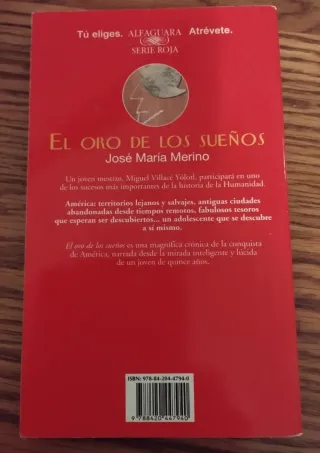 Tú eliges. ALFAGUARA Atrévete.
SERIE ROJA
EL ORO DE LOS SUEÑOS
José María Merino
Un joven mestizo, Miguel Villacé Yólotl, participará en uno
de los sucesos más importantes de la historia de la Humanidad.
América: territorios lejanos y salvajes, antiguas ciudades
abandonadas desde tiempos remotos, fabulosos tesoros
que esperan ser descubiertos... un adolescente que se descubre
a sí mismo.
El oro de los sueños es una magnífica crónica de la conquista
de América, narrada desde la mirada inteligente y lúcida
de un joven de quince años.
ISBN: 978-84-204-4794-0
9 788420 447940